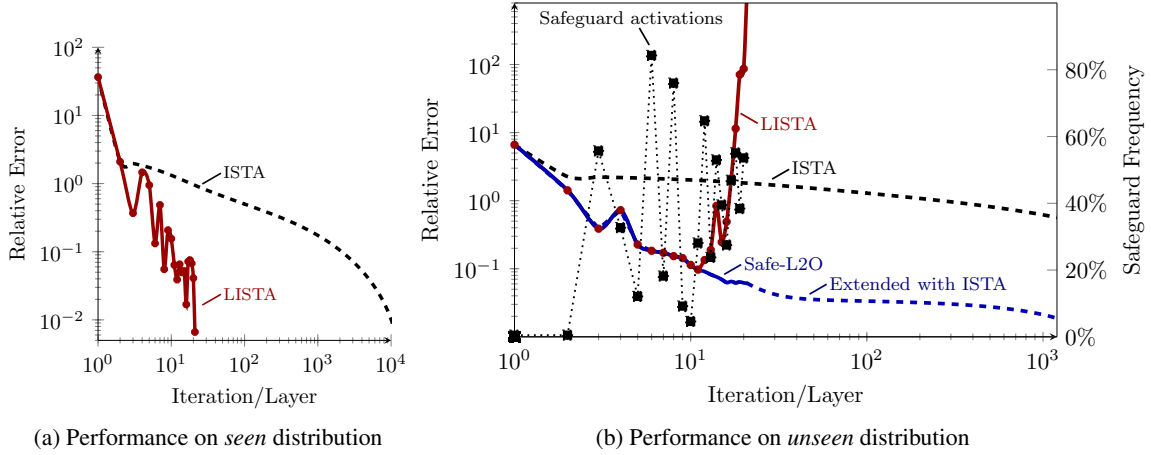 10^2
10^1
10^0
10^-1
10^-2
Relative Error
ISTA
LISTA
10^0
10^1
10^2
10^3
10^4
Iteration/Layer
(a) Performance on seen distribution
Safeguard activations
10^2
10^1
10^0
10^-1
Relative Error
LISTA
ISTA
Safe-L2O
Extended with ISTA
80%
60%
40%
20%
0%
Safeguard Frequency
10^0
10^1
10^2
10^3
Iteration/Layer
(b) Performance on unseen distribution